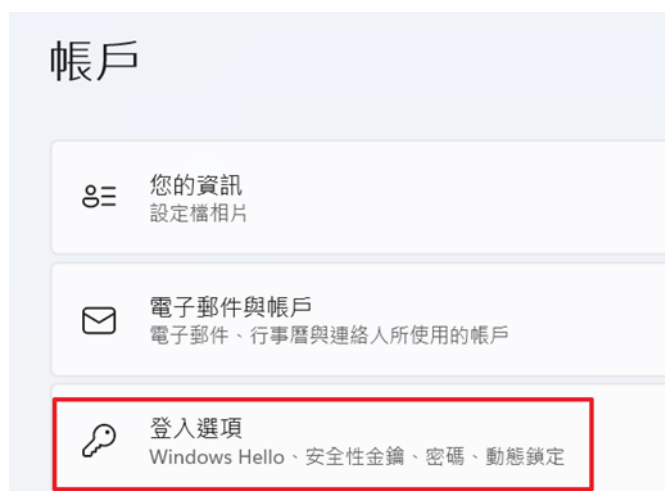 帳戶
您的資訊
設定檔相片
電子郵件與帳戶
電子郵件、行事曆與連絡人所使用的帳戶
登入選項
Windows Hello、安全性金鑰、密碼、動態鎖定